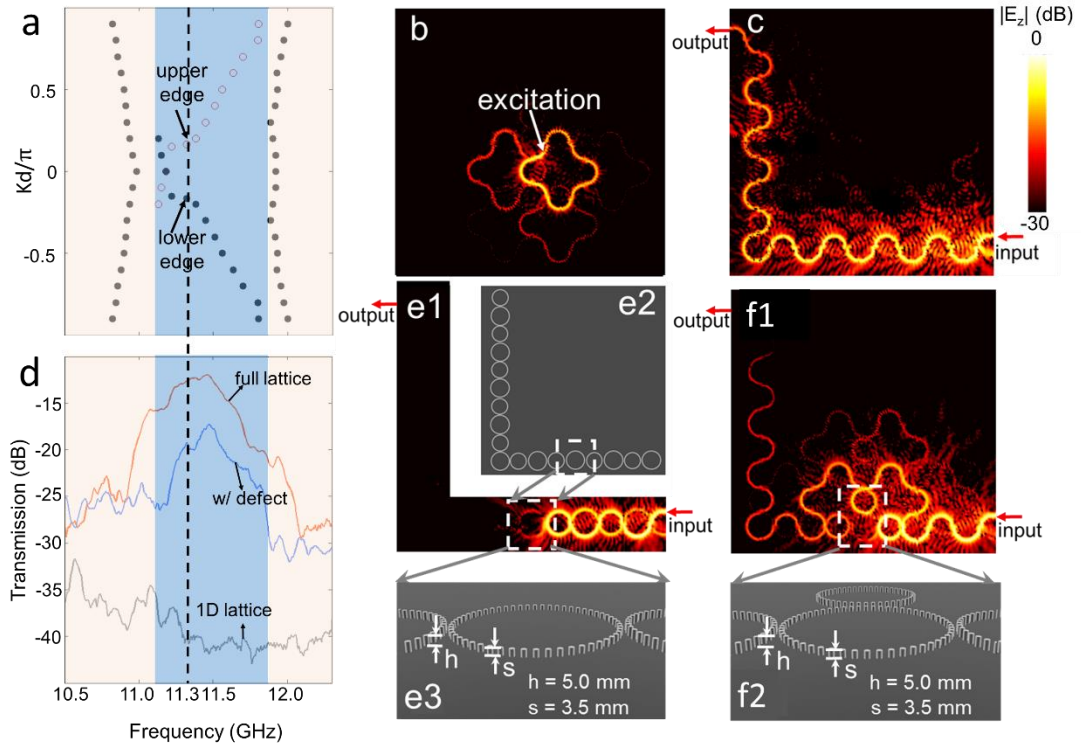 a
Kd/π
0.5
0
-0.5
upper
edge
lower
edge
b
excitation
c
output
input
|E_z| (dB)
0
-30
d
Transmission (dB)
-15
-20
-25
-30
-35
-40
full lattice
w/ defect
1D lattice
10.5
11.0
11.3
11.5
12.0
Frequency (GHz)
output
e1
e2
input
e3
h
s
h = 5.0 mm
s = 3.5 mm
output
f1
input
f2
h
s
h = 5.0 mm
s = 3.5 mm